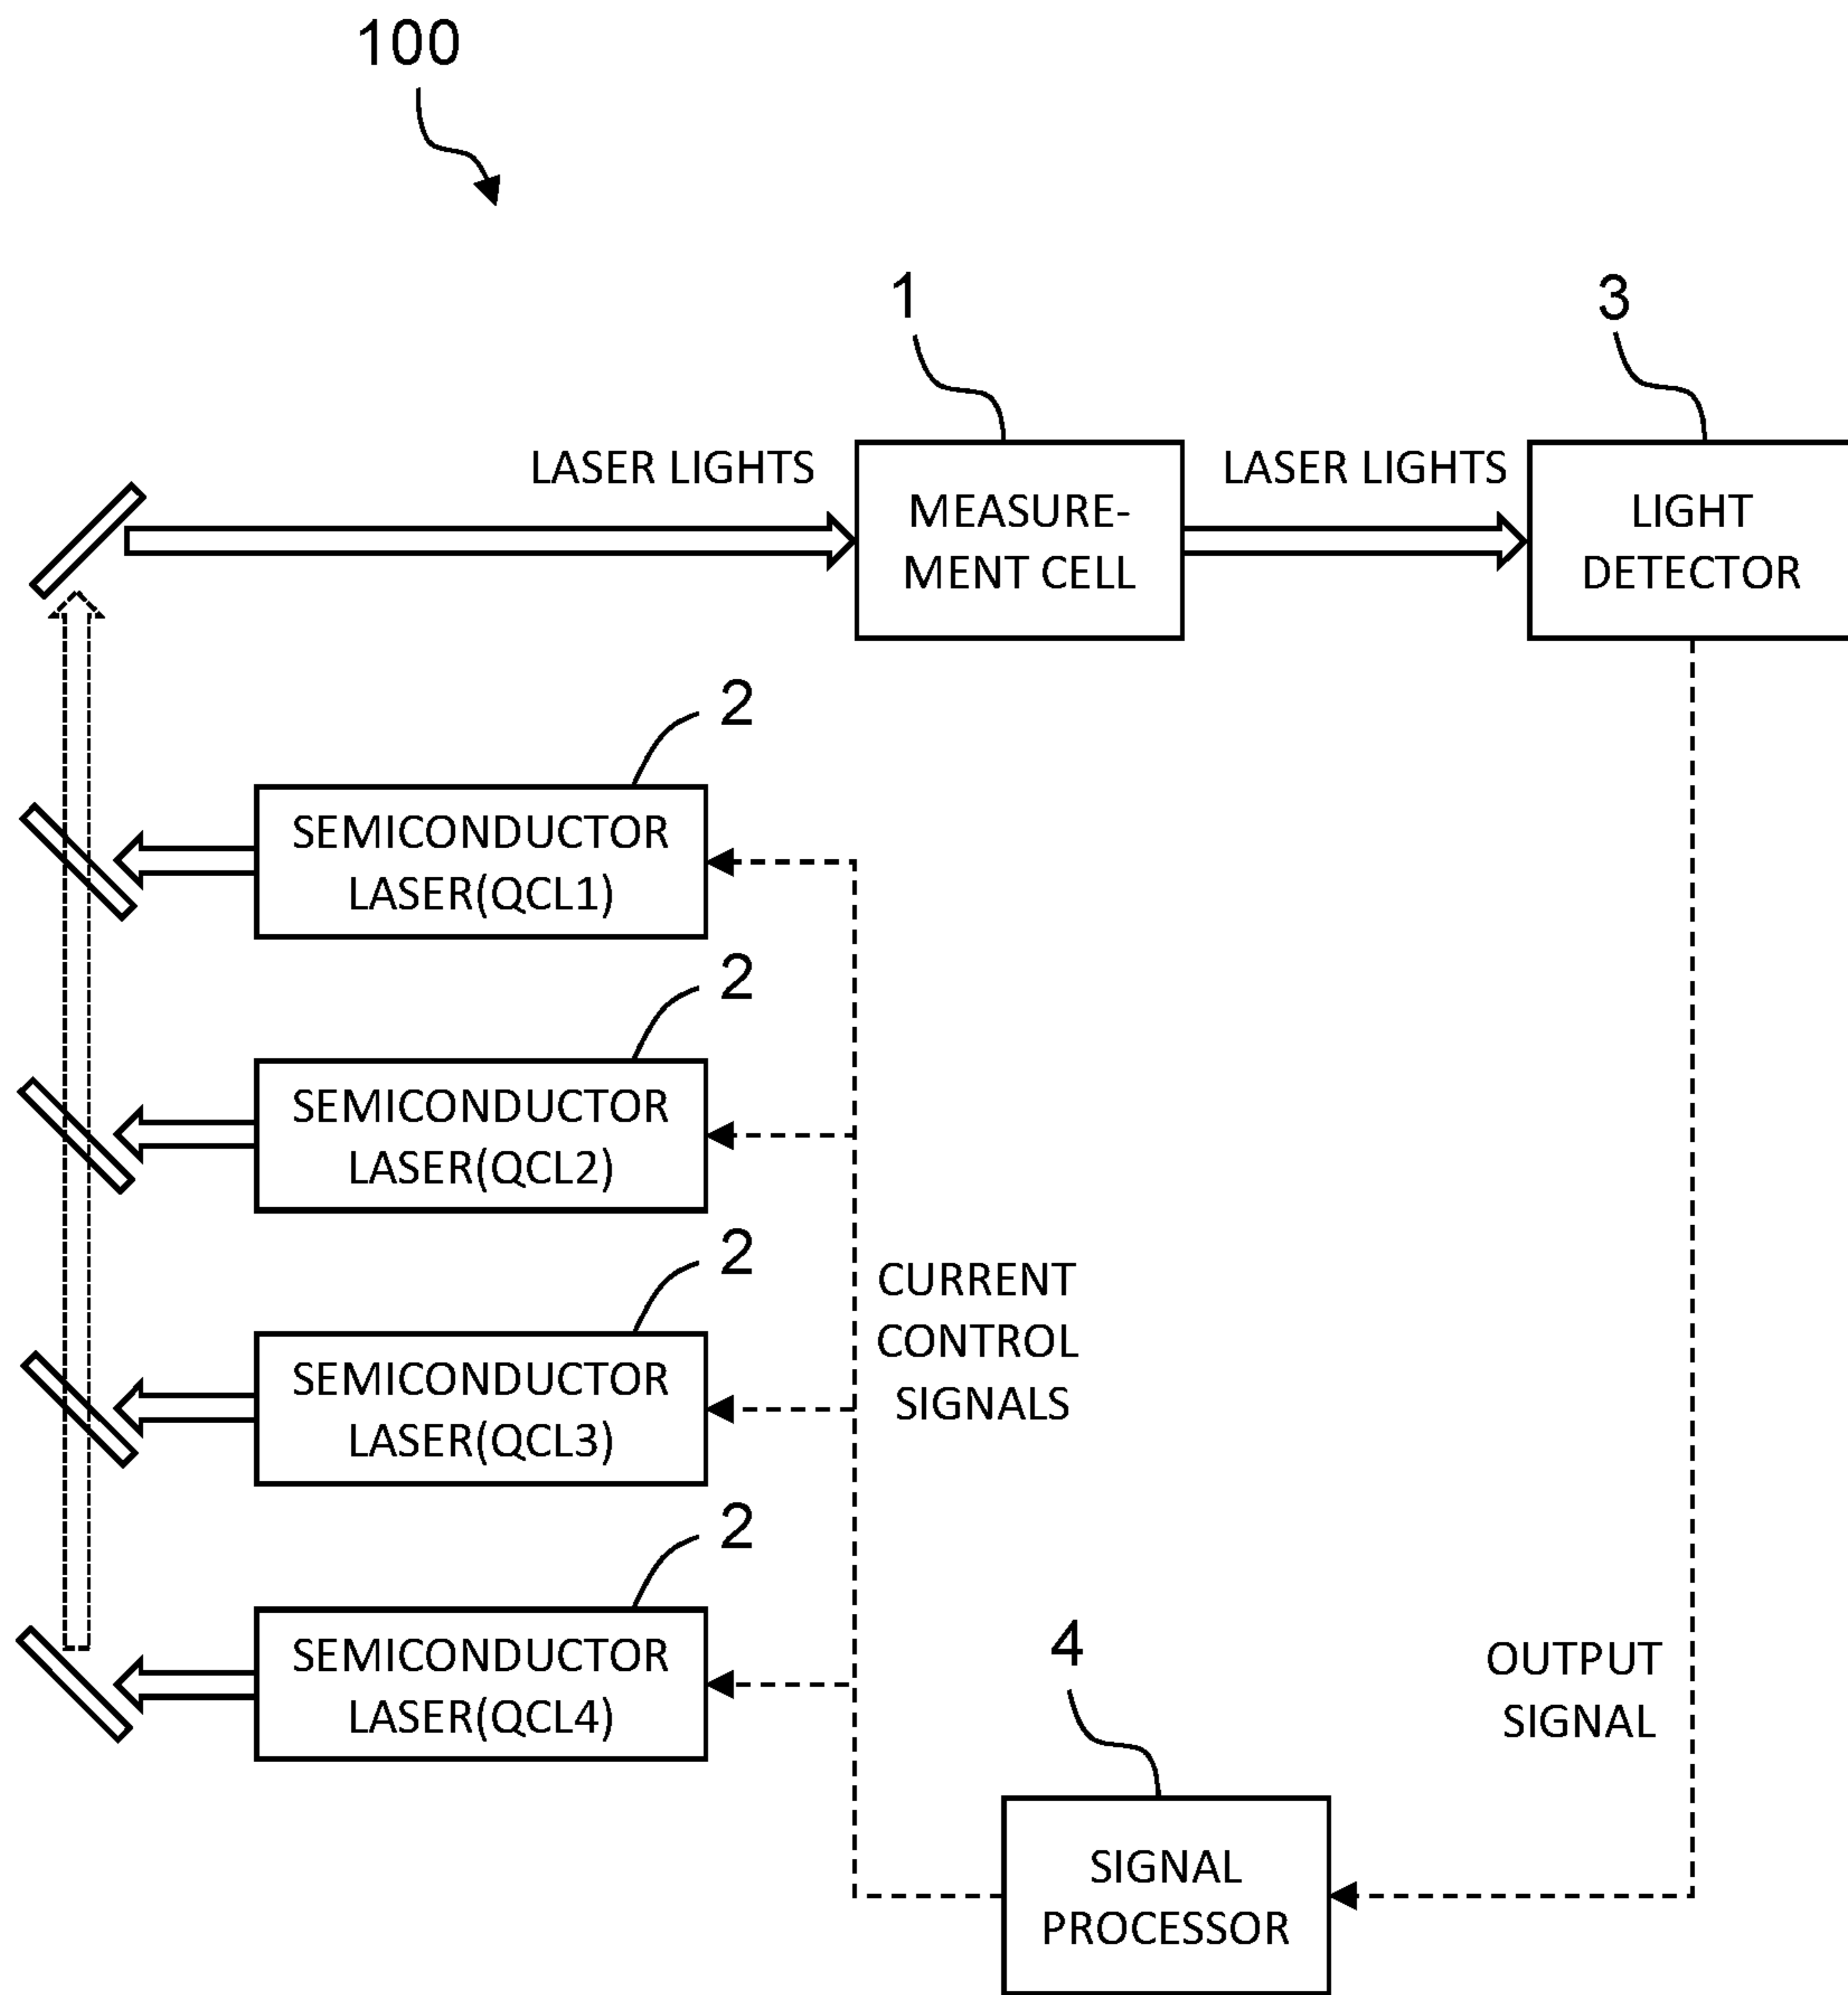 100
1
3
LASER LIGHTS
MEASURE-
MENT CELL
LASER LIGHTS
LIGHT
DETECTOR
2
SEMICONDUCTOR
LASER(QCL1)
2
SEMICONDUCTOR
LASER(QCL2)
2
SEMICONDUCTOR
LASER(QCL3)
CURRENT
CONTROL
SIGNALS
2
SEMICONDUCTOR
LASER(QCL4)
4
OUTPUT
SIGNAL
SIGNAL
PROCESSOR